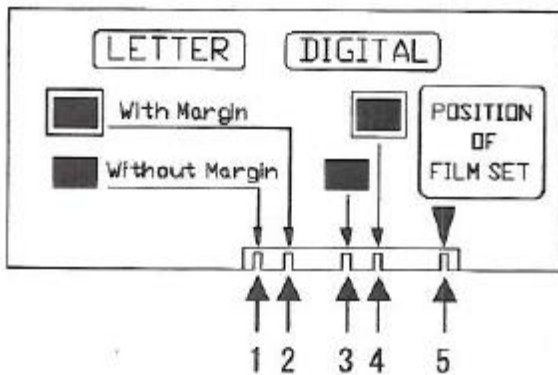 LETTER DIGITAL
With Margin
Without Margin
POSITION
OF
FILM SET
1 2 3 4 5